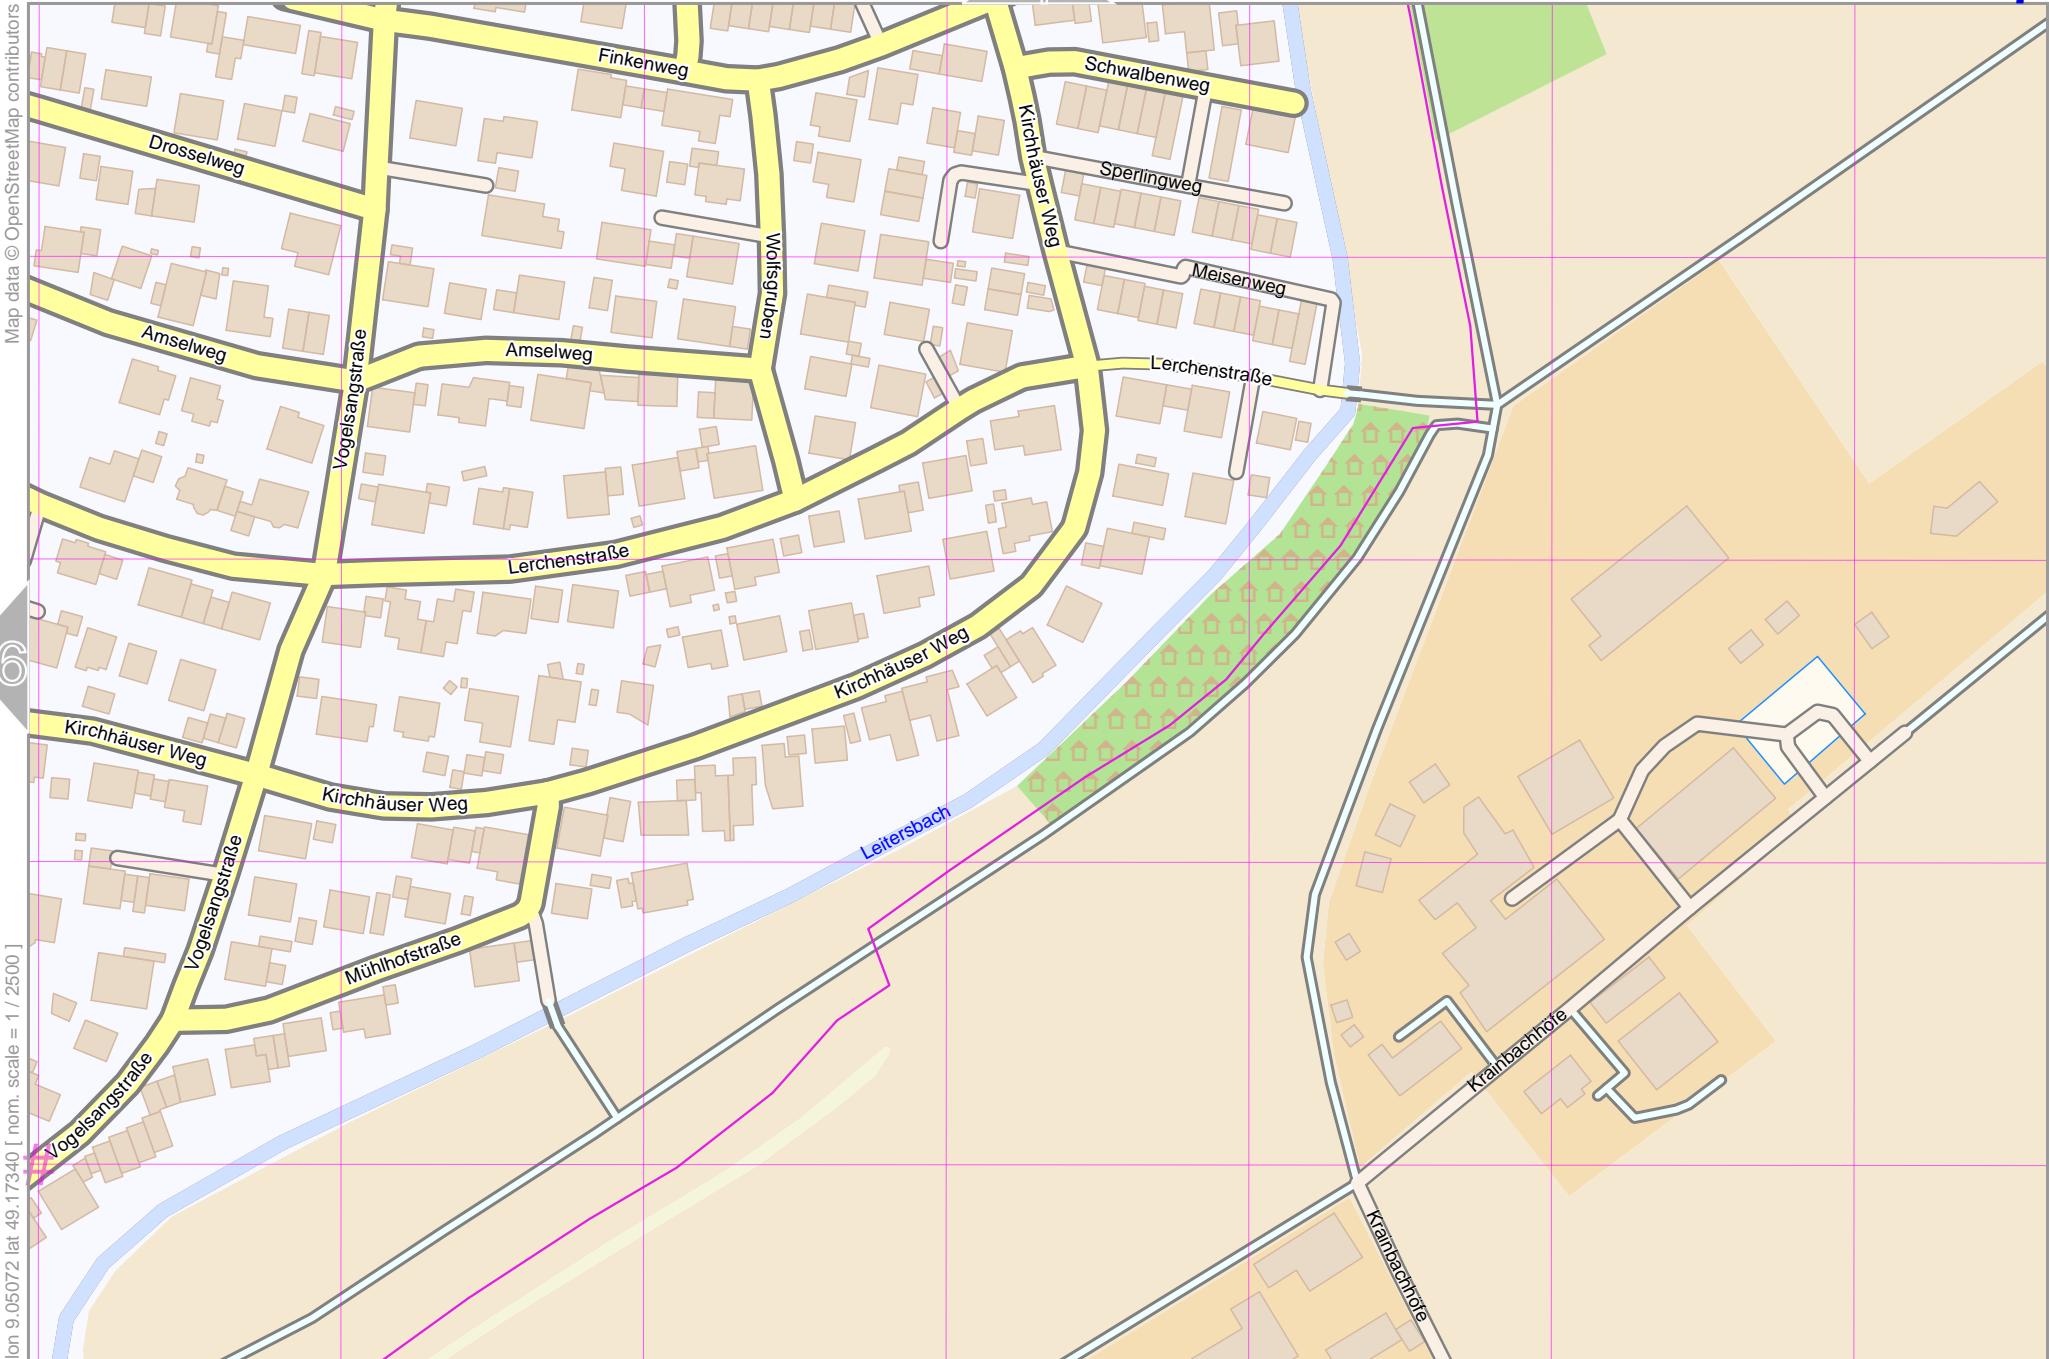 Map data © OpenStreetMap contributors
Finkenweg
Schwalbenweg
Drosselweg
Kirchhäuser Weg
Sperlingweg
Wolfsgruben
Meisenweg
Amselweg
Amselweg
Vogelsangstraße
Lerchenstraße
Lerchenstraße
6
Kirchhäuser Weg
Kirchhäuser Weg
Kirchhäuser Weg
Leitersbach
Vogelsangstraße
Mühlhofstraße
Vogelsangstraße
Krainbachhöfe
Krainbachhöfe
lon 9.05072 lat 49.17340 [ nom. scale = 1 / 2500 ]